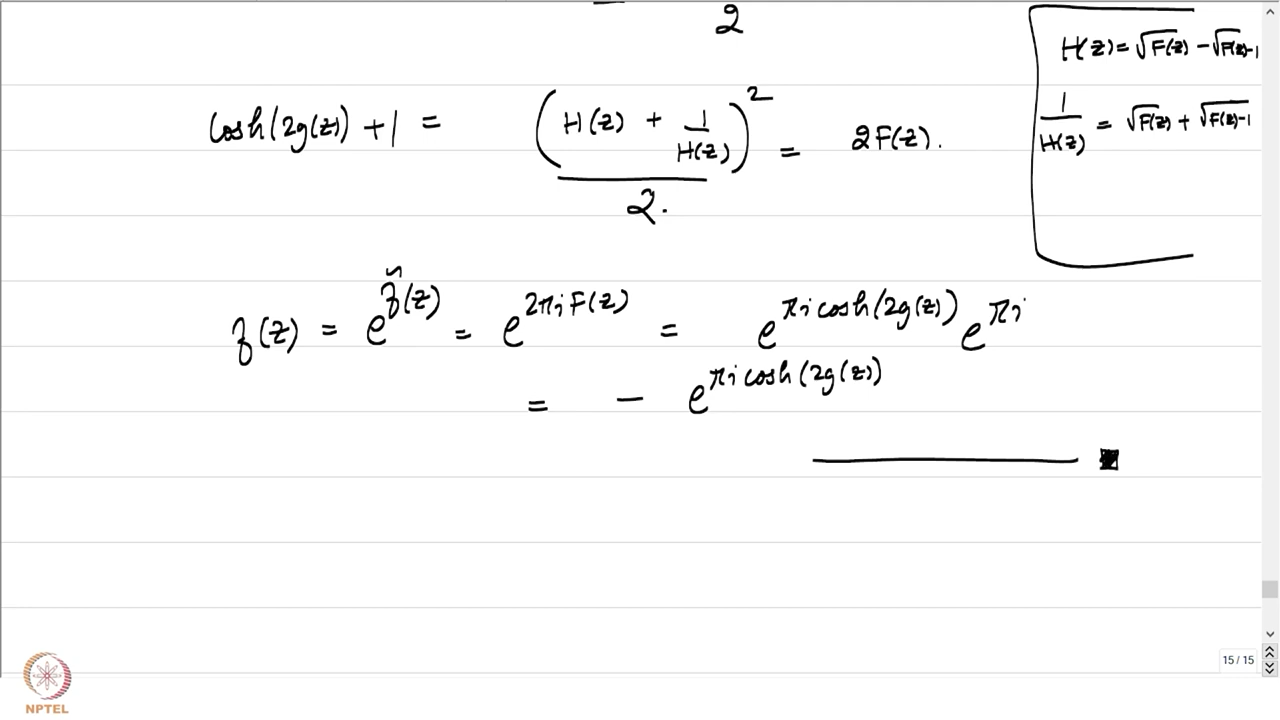 2
H(z) = √F(z) − √F(z)-1
cosh(2g(z)) + 1 = (H(z) + 1/H(z))² / 2. = 2F(z).
1/H(z) = √F(z) + √F(z)-1
f(z) = e^f̃(z) = e^2πi F(z) = e^πi cosh(2g(z)) e^πi
= − e^πi cosh(2g(z))
15 / 15
NPTEL